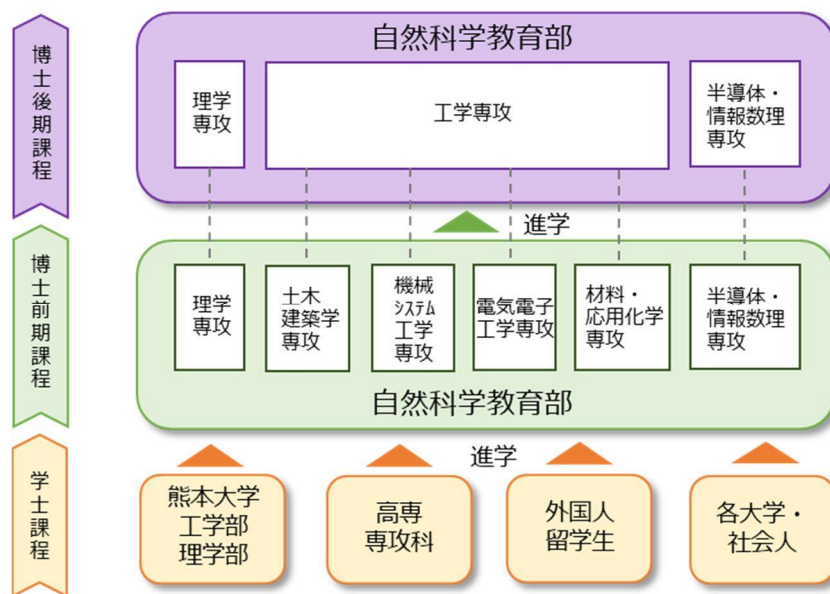 博士後期課程
自然科学教育部
理学
専攻
工学専攻
半導体・
情報数理
専攻
進学
博士前期課程
理学
専攻
土木
建築学
専攻
機械
システム
工学
専攻
電気電子
工学専攻
材料・
応用化学
専攻
半導体・
情報数理
専攻
自然科学教育部
進学
学士課程
熊本大学
工学部
理学部
高専
専攻科
外国人
留学生
各大学・
社会人